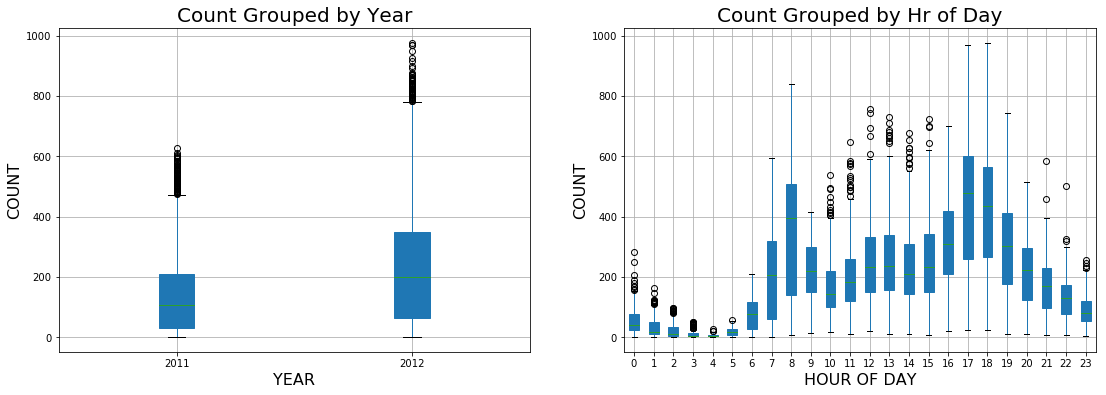 Count Grouped by Year
1000
800
600
400
200
0
COUNT
2011 2012
YEAR
Count Grouped by Hr of Day
1000
800
600
400
200
0
COUNT
0 1 2 3 4 5 6 7 8 9 10 11 12 13 14 15 16 17 18 19 20 21 22 23
HOUR OF DAY